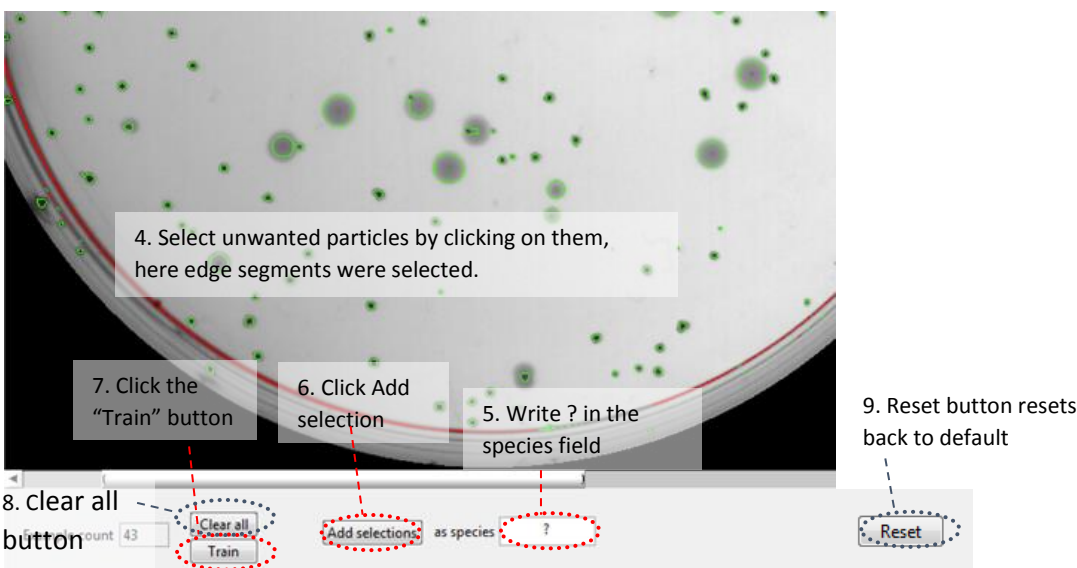 4. Select unwanted particles by clicking on them,
here edge segments were selected.
7. Click the
“Train” button
6. Click Add
selection
5. Write ? in the
species field
9. Reset button resets
back to default
8. Clear all
button
count 43
Clear all
Train
Add selections
as species
?
Reset